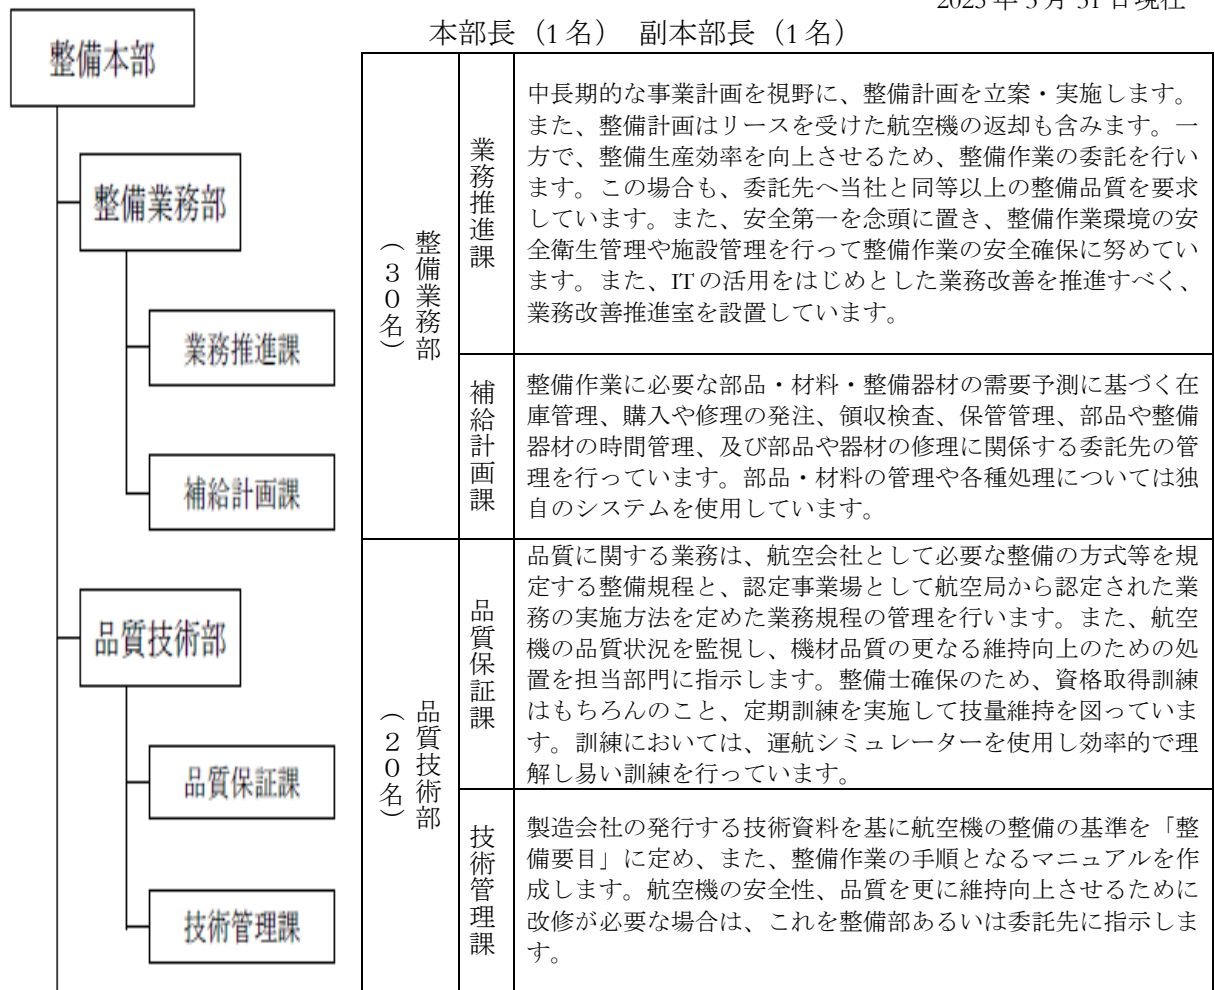 本部長（1名）　副本部長（1名）
整備本部
整備業務部
業務推進課
補給計画課
品質技術部
品質保証課
技術管理課
整備業務部
（30名）
業務推進課
中長期的な事業計画を視野に、整備計画を立案・実施します。
また、整備計画はリースを受けた航空機の返却も含みます。一
方で、整備生産効率を向上させるため、整備作業の委託を行い
ます。この場合も、委託先へ当社と同等以上の整備品質を要求
しています。また、安全第一を念頭に置き、整備作業環境の安
全衛生管理や施設管理を行って整備作業の安全確保に努めてい
ます。また、ITの活用をはじめとした業務改善を推進すべく、
業務改善推進室を設置しています。
補給計画課
整備作業に必要な部品・材料・整備器材の需要予測に基づく在
庫管理、購入や修理の発注、領収検査、保管管理、部品や整備
器材の時間管理、及び部品や器材の修理に関係する委託先の管
理を行っています。部品・材料の管理や各種処理については独
自のシステムを使用しています。
品質技術部
（20名）
品質保証課
品質に関する業務は、航空会社として必要な整備の方式等を規
定する整備規程と、認定事業場として航空局から認定された業
務の実施方法を定めた業務規程の管理を行います。また、航空
機の品質状況を監視し、機材品質の更なる維持向上のための処
置を担当部門に指示します。整備士確保のため、資格取得訓練
はもちろんのこと、定期訓練を実施して技量維持を図っていま
す。訓練においては、運航シミュレーターを使用し効率的で理
解し易い訓練を行っています。
技術管理課
製造会社の発行する技術資料を基に航空機の整備の基準を「整
備要目」に定め、また、整備作業の手順となるマニュアルを作
成します。航空機の安全性、品質を更に維持向上させるために
改修が必要な場合は、これを整備部あるいは委託先に指示しま
す。